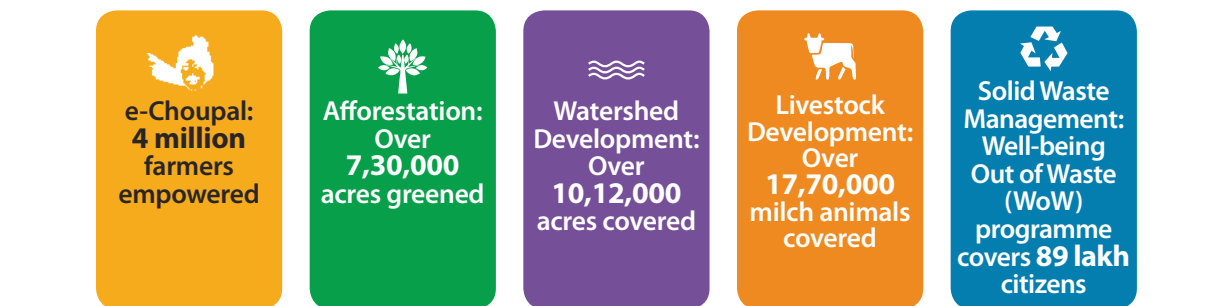 e-Choupal:
4 million
farmers
empowered
Afforestation:
Over
7,30,000
acres greened
Watershed
Development:
Over
10,12,000
acres covered
Livestock
Development:
Over
17,70,000
milch animals
covered
Solid Waste
Management:
Well-being
Out of Waste
(WoW)
programme
covers 89 lakh
citizens